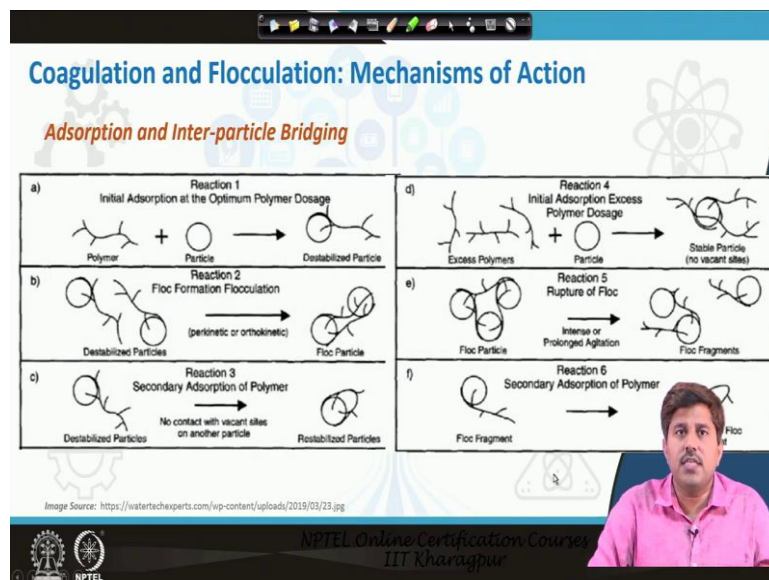 Coagulation and Flocculation: Mechanisms of Action
Adsorption and Inter-particle Bridging
a)
Reaction 1
Initial Adsorption at the Optimum Polymer Dosage
Polymer + Particle Destabilized Particle
b)
Reaction 2
Floc Formation Flocculation
(perkinetic or orthokinetic)
Destabilized Particles Floc Particle
c)
Reaction 3
Secondary Adsorption of Polymer
No contact with vacant sites
on another particle
Destabilized Particles Restabilized Particles
d)
Reaction 4
Initial Adsorption Excess
Polymer Dosage
+
Excess Polymers Particle Stable Particle
(no vacant sites)
e)
Reaction 5
Rupture of Floc
Intense or
Prolonged Agitation
Floc Particle Floc Fragments
f)
Reaction 6
Secondary Adsorption of Polymer
Floc Fragment Floc
Image Source: https://watertechexperts.com/wp-content/uploads/2019/03/23.jpg
NPTEL
NPTEL Online Certification Courses
IIT Kharagpur